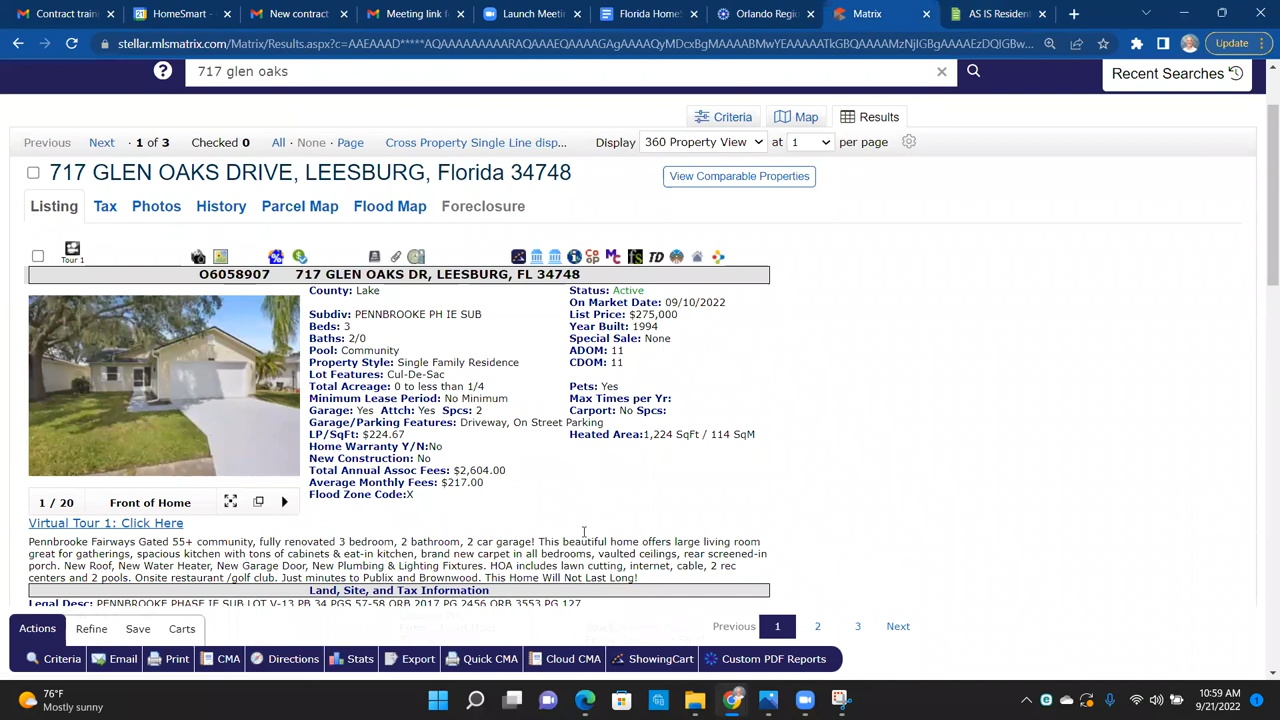 Contract train
HomeSmart -
New contract
Meeting link f
Launch Meeti
Florida HomeS
Orlando Regio
Matrix
AS IS Residen
stellar.mlsmatrix.com/Matrix/Results.aspx?c=AAEAAAD*****AQAAAAAAAAARAQAAAEQAAAAGAgAAAAQyMDcxBgMAAAABMwYEAAAAATkGBQAAAAMzNjIGBgAAAAEzDQIGBw...
Update
? 717 glen oaks
Recent Searches
Criteria Map Results
Previous Next · 1 of 3 Checked 0 All · None · Page Cross Property Single Line disp... Display 360 Property View at 1 per page
717 GLEN OAKS DRIVE, LEESBURG, Florida 34748
View Comparable Properties
Listing Tax Photos History Parcel Map Flood Map Foreclosure
Tour 1
O6058907 717 GLEN OAKS DR, LEESBURG, FL 34748
County: Lake
Status: Active
On Market Date: 09/10/2022
Subdiv: PENNBROOKE PH IE SUB
List Price: $275,000
Beds: 3
Year Built: 1994
Baths: 2/0
Special Sale: None
Pool: Community
ADOM: 11
Property Style: Single Family Residence
CDOM: 11
Lot Features: Cul-De-Sac
Total Acreage: 0 to less than 1/4
Pets: Yes
Minimum Lease Period: No Minimum
Max Times per Yr:
Garage: Yes Attch: Yes Spcs: 2
Carport: No Spcs:
Garage/Parking Features: Driveway, On Street Parking
LP/SqFt: $224.67
Heated Area:1,224 SqFt / 114 SqM
Home Warranty Y/N:No
New Construction: No
Total Annual Assoc Fees: $2,604.00
Average Monthly Fees: $217.00
Flood Zone Code:X
1 / 20 Front of Home
Virtual Tour 1: Click Here
Pennbrooke Fairways Gated 55+ community, fully renovated 3 bedroom, 2 bathroom, 2 car garage! This beautiful home offers large living room
great for gatherings, spacious kitchen with tons of cabinets & eat-in kitchen, brand new carpet in all bedrooms, vaulted ceilings, rear screened-in
porch. New Roof, New Water Heater, New Garage Door, New Plumbing & Lighting Fixtures. HOA includes lawn cutting, internet, cable, 2 rec
centers and 2 pools. Onsite restaurant /golf club. Just minutes to Publix and Brownwood. This Home Will Not Last Long!
Land, Site, and Tax Information
Legal Desc: PENNBROOKE PHASE IE SUB LOT V-13 PB 34 PGS 57-58 ORB 2017 PG 2456 ORB 3553 PG 127
Actions Refine Save Carts
Previous 1 2 3 Next
Criteria Email Print CMA Directions Stats Export Quick CMA Cloud CMA ShowingCart Custom PDF Reports
76°F
Mostly sunny
10:59 AM
9/21/2022